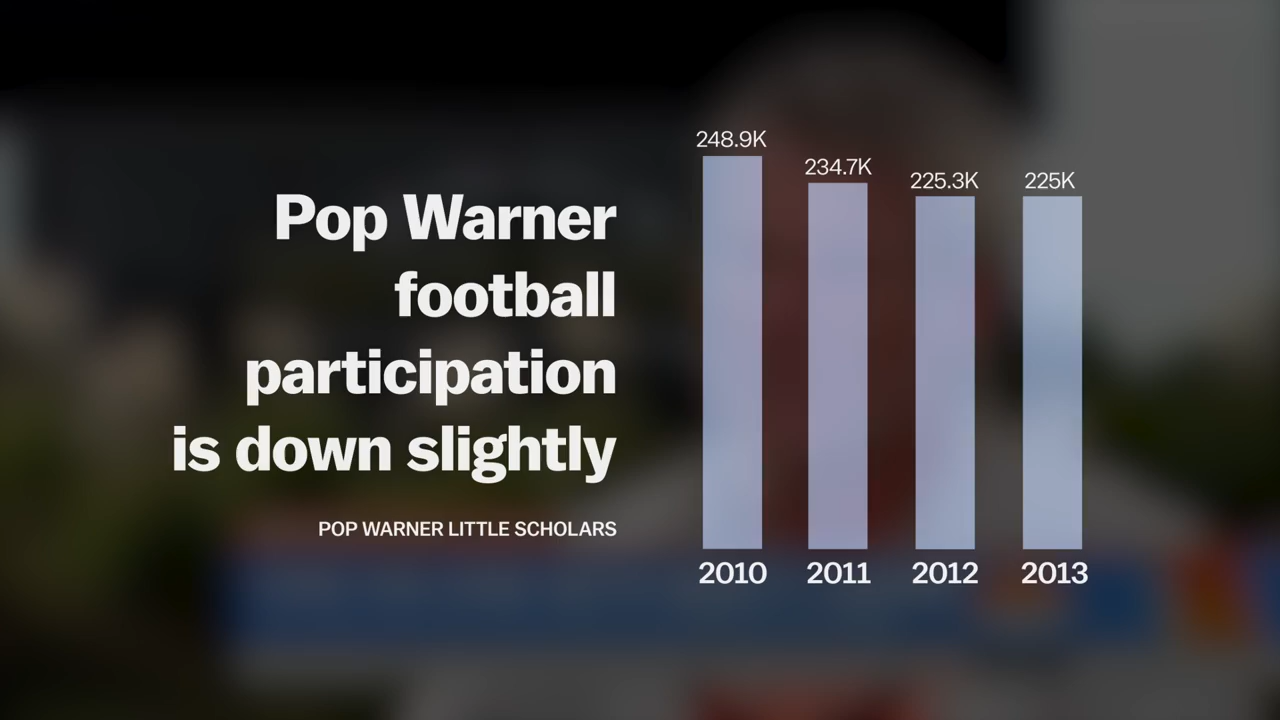 Pop Warner
football
participation
is down slightly
POP WARNER LITTLE SCHOLARS
248.9K
234.7K
225.3K
225K
2010
2011
2012
2013